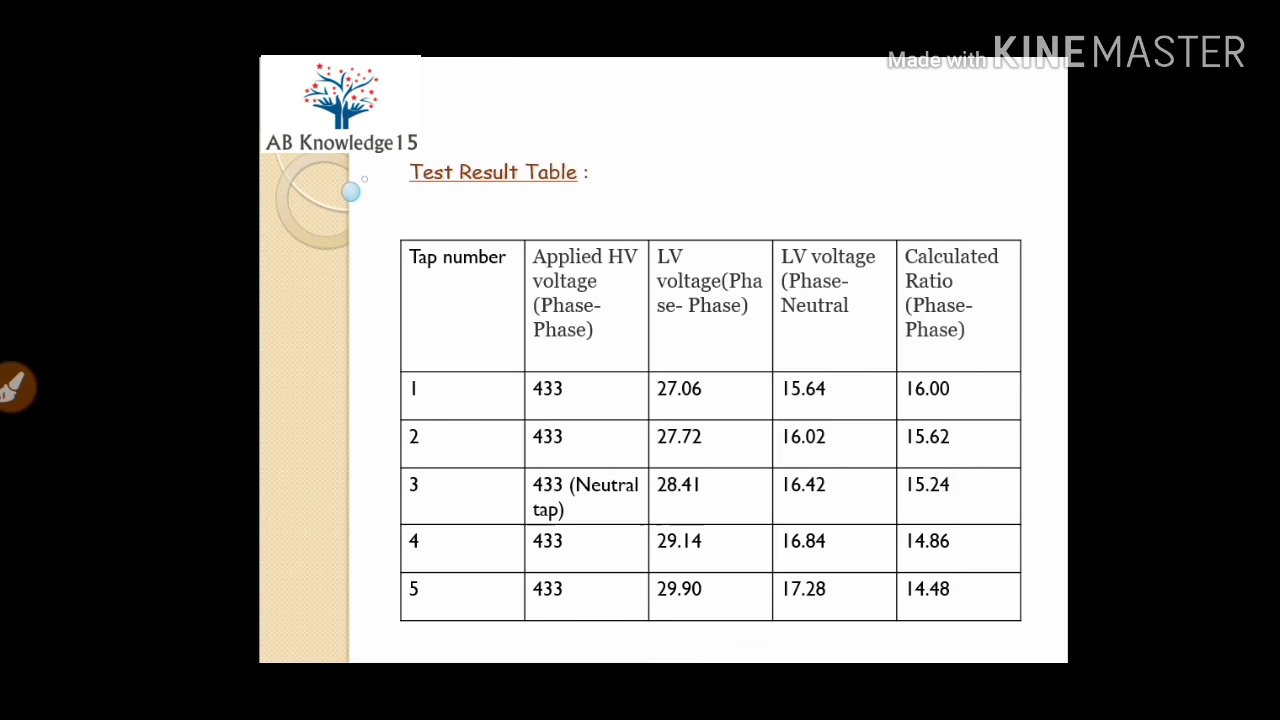 Made with KINEMASTER
AB Knowledge15
Test Result Table :
Tap number
Applied HV
voltage
(Phase-
Phase)
LV
voltage(Pha
se- Phase)
LV voltage
(Phase-
Neutral
Calculated
Ratio
(Phase-
Phase)
1 433 27.06 15.64 16.00
2 433 27.72 16.02 15.62
3 433 (Neutral
tap) 28.41 16.42 15.24
4 433 29.14 16.84 14.86
5 433 29.90 17.28 14.48